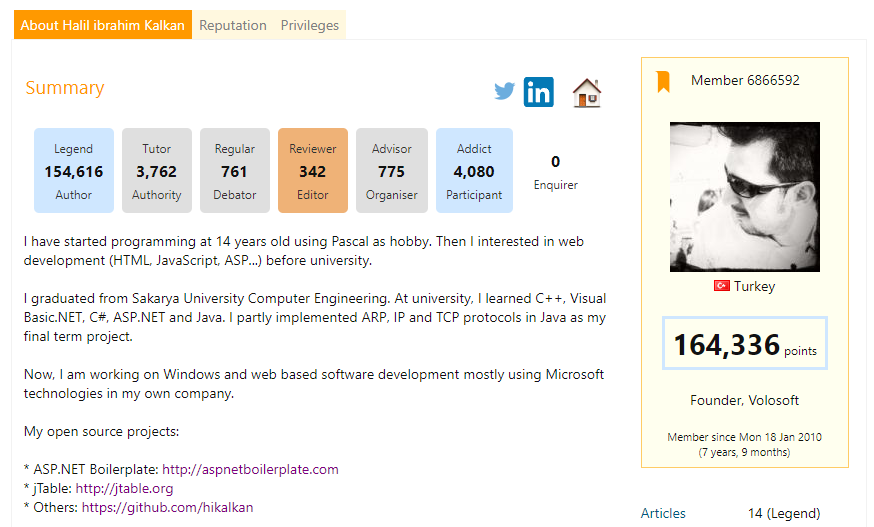 About Halil ibrahim Kalkan Reputation Privileges
Summary
in
Member 6866592
Legend Tutor Regular Reviewer Advisor Addict
154,616 3,762 761 342 775 4,080 0
Author Authority Debator Editor Organiser Participant Enquirer
I have started programming at 14 years old using Pascal as hobby. Then I interested in web
development (HTML, JavaScript, ASP...) before university.
I graduated from Sakarya University Computer Engineering. At university, I learned C++, Visual
Basic.NET, C#, ASP.NET and Java. I partly implemented ARP, IP and TCP protocols in Java as my
final term project.
Now, I am working on Windows and web based software development mostly using Microsoft
technologies in my own company.
My open source projects:
* ASP.NET Boilerplate: http://aspnetboilerplate.com
* jTable: http://jtable.org
* Others: https://github.com/hikalkan
Turkey
164,336 points
Founder, Volosoft
Member since Mon 18 Jan 2010
(7 years, 9 months)
Articles 14 (Legend)